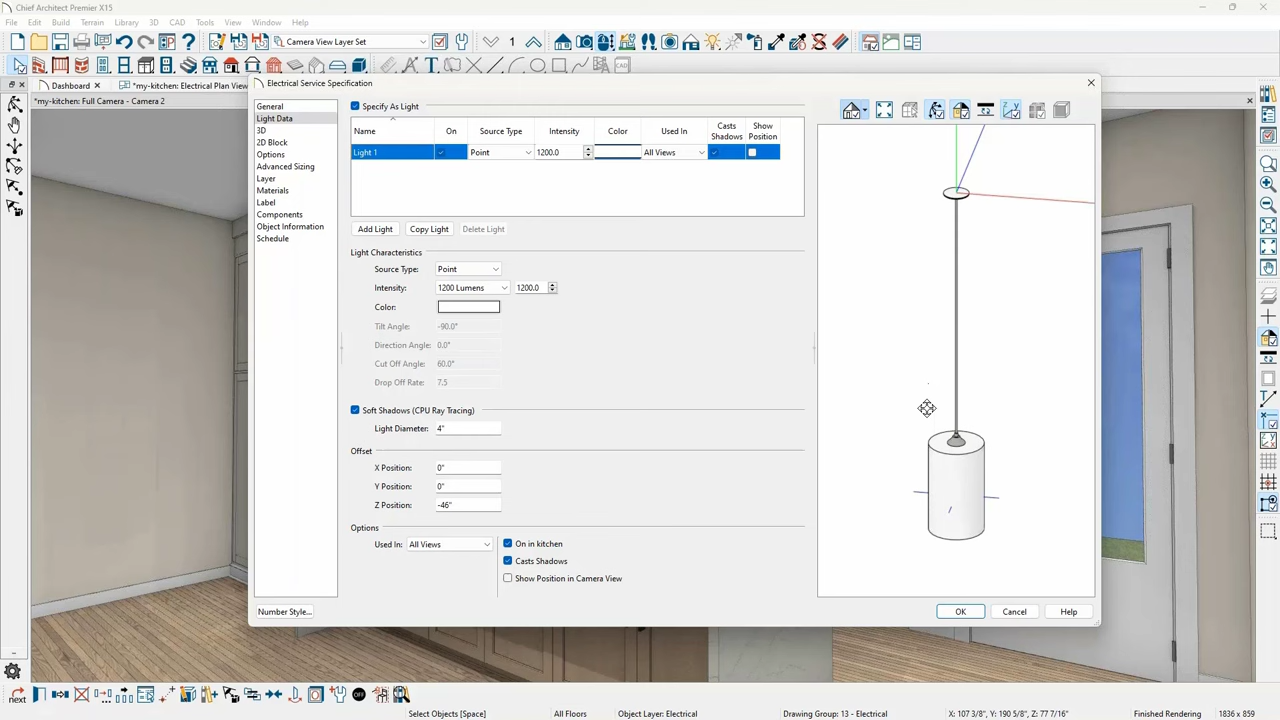 Chief Architect Premier X15
File Edit Build Terrain Library 3D CAD Tools View Window Help
Camera View Layer Set 1
Dashboard *my-kitchen: Electrical Plan View
*my-kitchen: Full Camera - Camera 2
Electrical Service Specification
General
Light Data
3D
2D Block
Options
Advanced Sizing
Layer
Materials
Label
Components
Object Information
Schedule
Specify As Light
Name On Source Type Intensity Color Used In Casts Shadows Show Position
Light 1 Point 1200.0 All Views
Add Light Copy Light Delete Light
Light Characteristics
Source Type: Point
Intensity: 1200 Lumens 1200.0
Color:
Tilt Angle: -90.0°
Direction Angle: 0.0°
Cut Off Angle: 60.0°
Drop Off Rate: 7.5
Soft Shadows (CPU Ray Tracing)
Light Diameter: 4"
Offset
X Position: 0"
Y Position: 0"
Z Position: -46"
Options
Used In: All Views
On in kitchen
Casts Shadows
Show Position in Camera View
Number Style... OK Cancel Help
next OFF
Select Objects [Space] All Floors Object Layer: Electrical Drawing Group: 13 - Electrical X: 107 3/8", Y: 190 5/8", Z: 77 7/16" Finished Rendering 1836 x 859